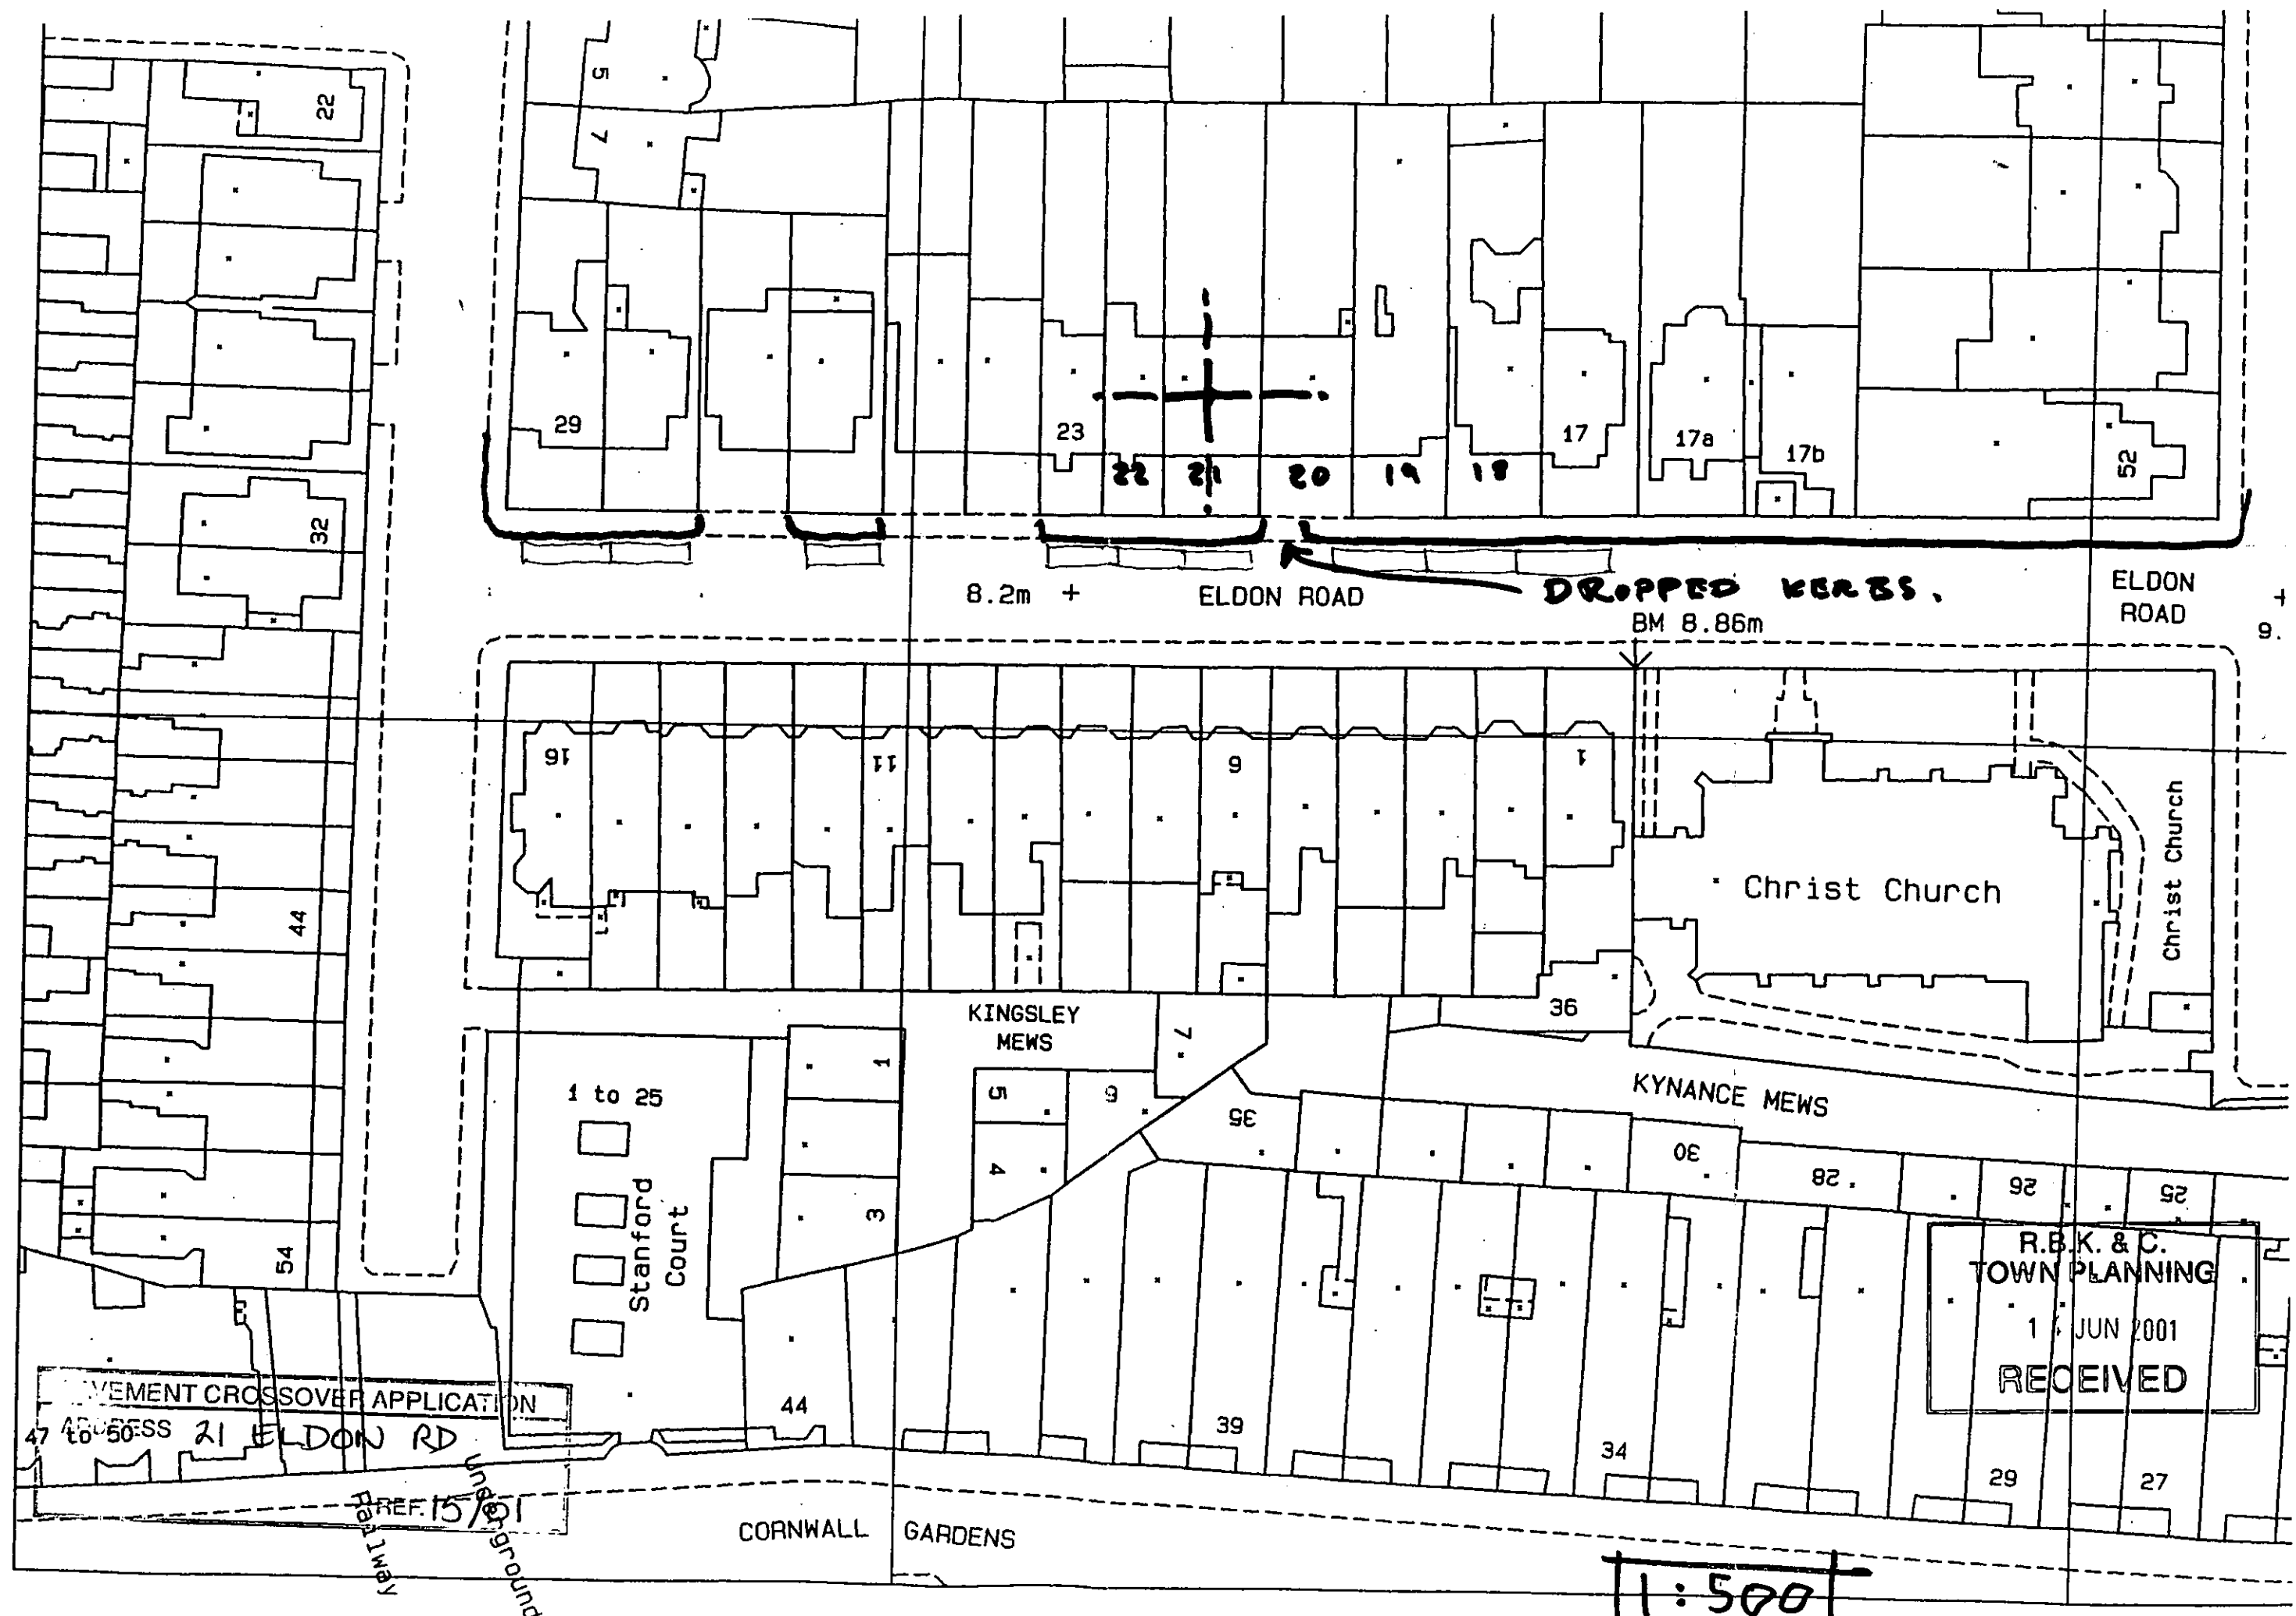 22
5
7
29
23
22
21
20
19
18
17
17a
17b
52
32
8.2m +
ELDON ROAD
DROPPED KERBS.
BM 8.86m
ELDON
ROAD
+
9.
16
11
6
1
Christ Church
Christ Church
44
KINGSLEY
MEWS
7
36
KYNANCE MEWS
1 to 25
Stanford
Court
1
3
5
4
6
35
30
28
26
25
54
R.B.K. & C.
TOWN PLANNING
JUN 2001
RECEIVED
CROSSOVER APPLICATION
ADDRESS 21 ELDON RD
47 to 50
REF. 15/01
Underground
Railway
44
39
34
29
27
CORNWALL GARDENS
1:500